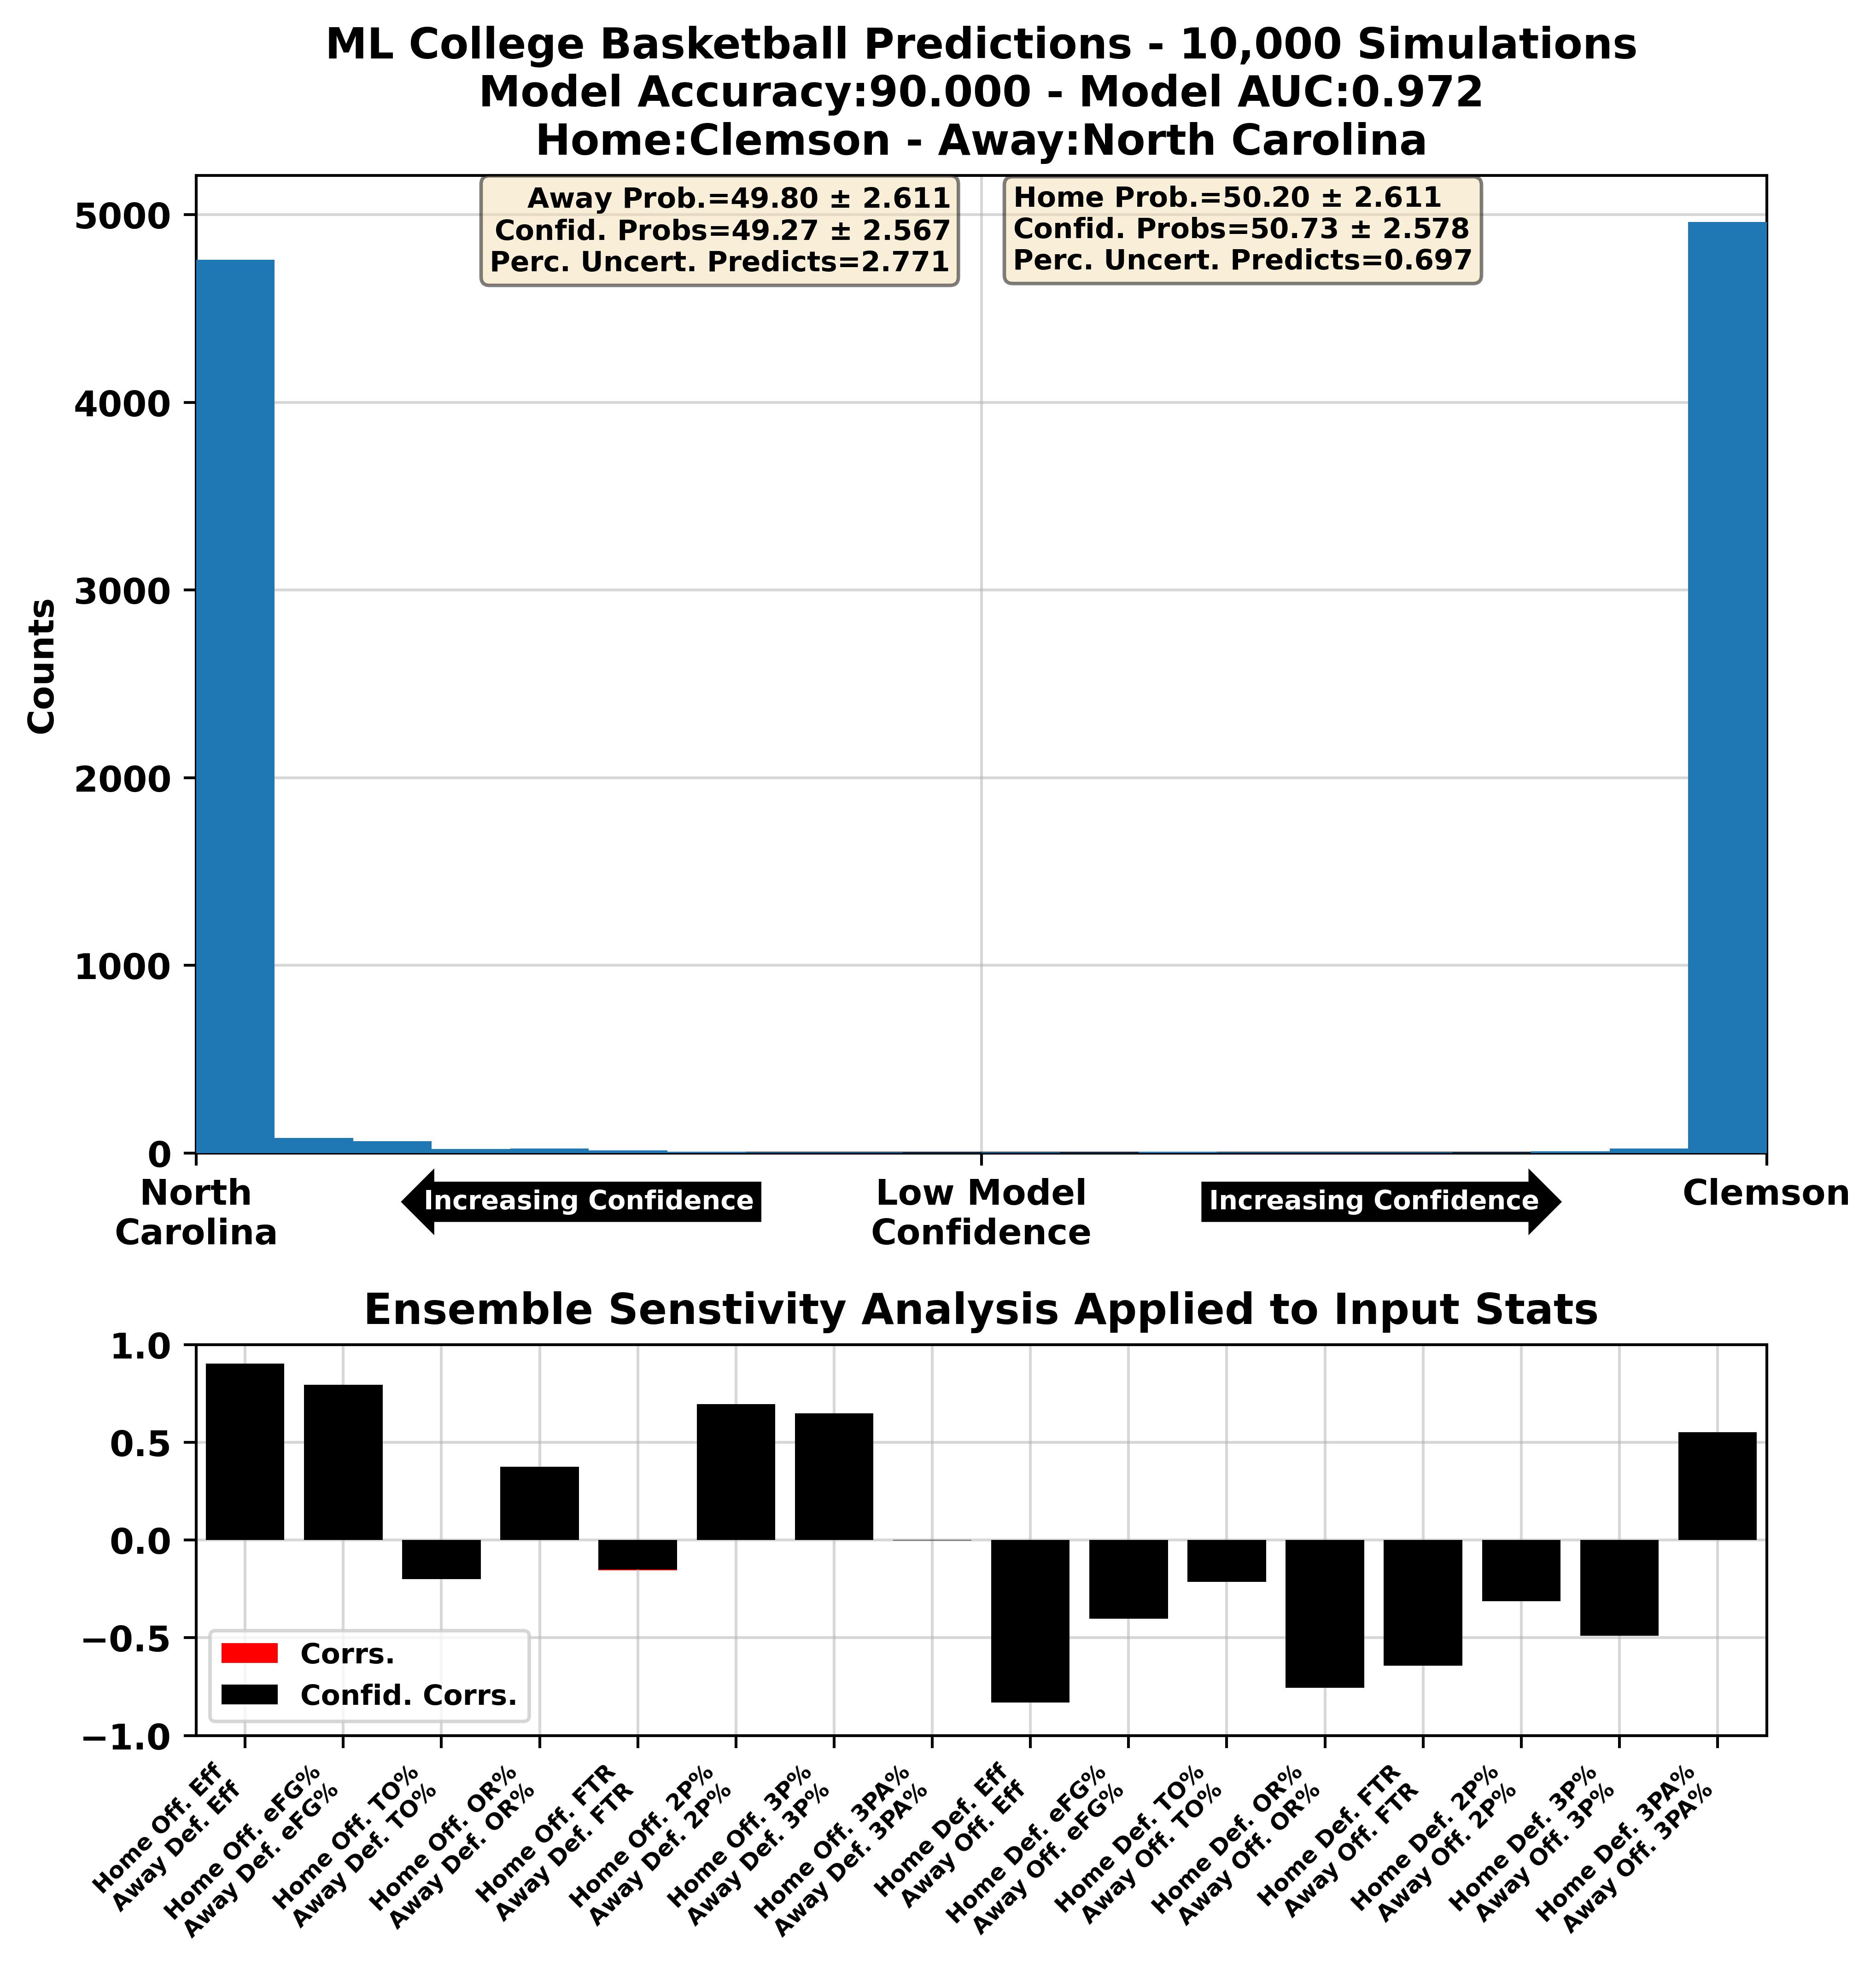 ML College Basketball Predictions - 10,000 Simulations
Model Accuracy:90.000 - Model AUC:0.972
Home:Clemson - Away:North Carolina
Away Prob.=49.80 ± 2.611
Confid. Probs=49.27 ± 2.567
Perc. Uncert. Predicts=2.771
Home Prob.=50.20 ± 2.611
Confid. Probs=50.73 ± 2.578
Perc. Uncert. Predicts=0.697
5000
4000
3000
2000
1000
0
Counts
North
Carolina
Increasing Confidence
Low Model
Confidence
Increasing Confidence
Clemson
Ensemble Senstivity Analysis Applied to Input Stats
1.0
0.5
0.0
−0.5
−1.0
Corrs.
Confid. Corrs.
Home Off. Eff
Away Def. Eff
Home Off. eFG%
Away Def. eFG%
Home Off. TO%
Away Def. TO%
Home Off. OR%
Away Def. OR%
Home Off. FTR
Away Def. FTR
Home Off. 2P%
Away Def. 2P%
Home Off. 3P%
Away Def. 3P%
Home Off. 3PA%
Away Def. 3PA%
Home Def. Eff
Away Off. Eff
Home Def. eFG%
Away Off. eFG%
Home Def. TO%
Away Off. TO%
Home Def. OR%
Away Off. OR%
Home Def. FTR
Away Off. FTR
Home Def. 2P%
Away Off. 2P%
Home Def. 3P%
Away Off. 3P%
Home Def. 3PA%
Away Off. 3PA%